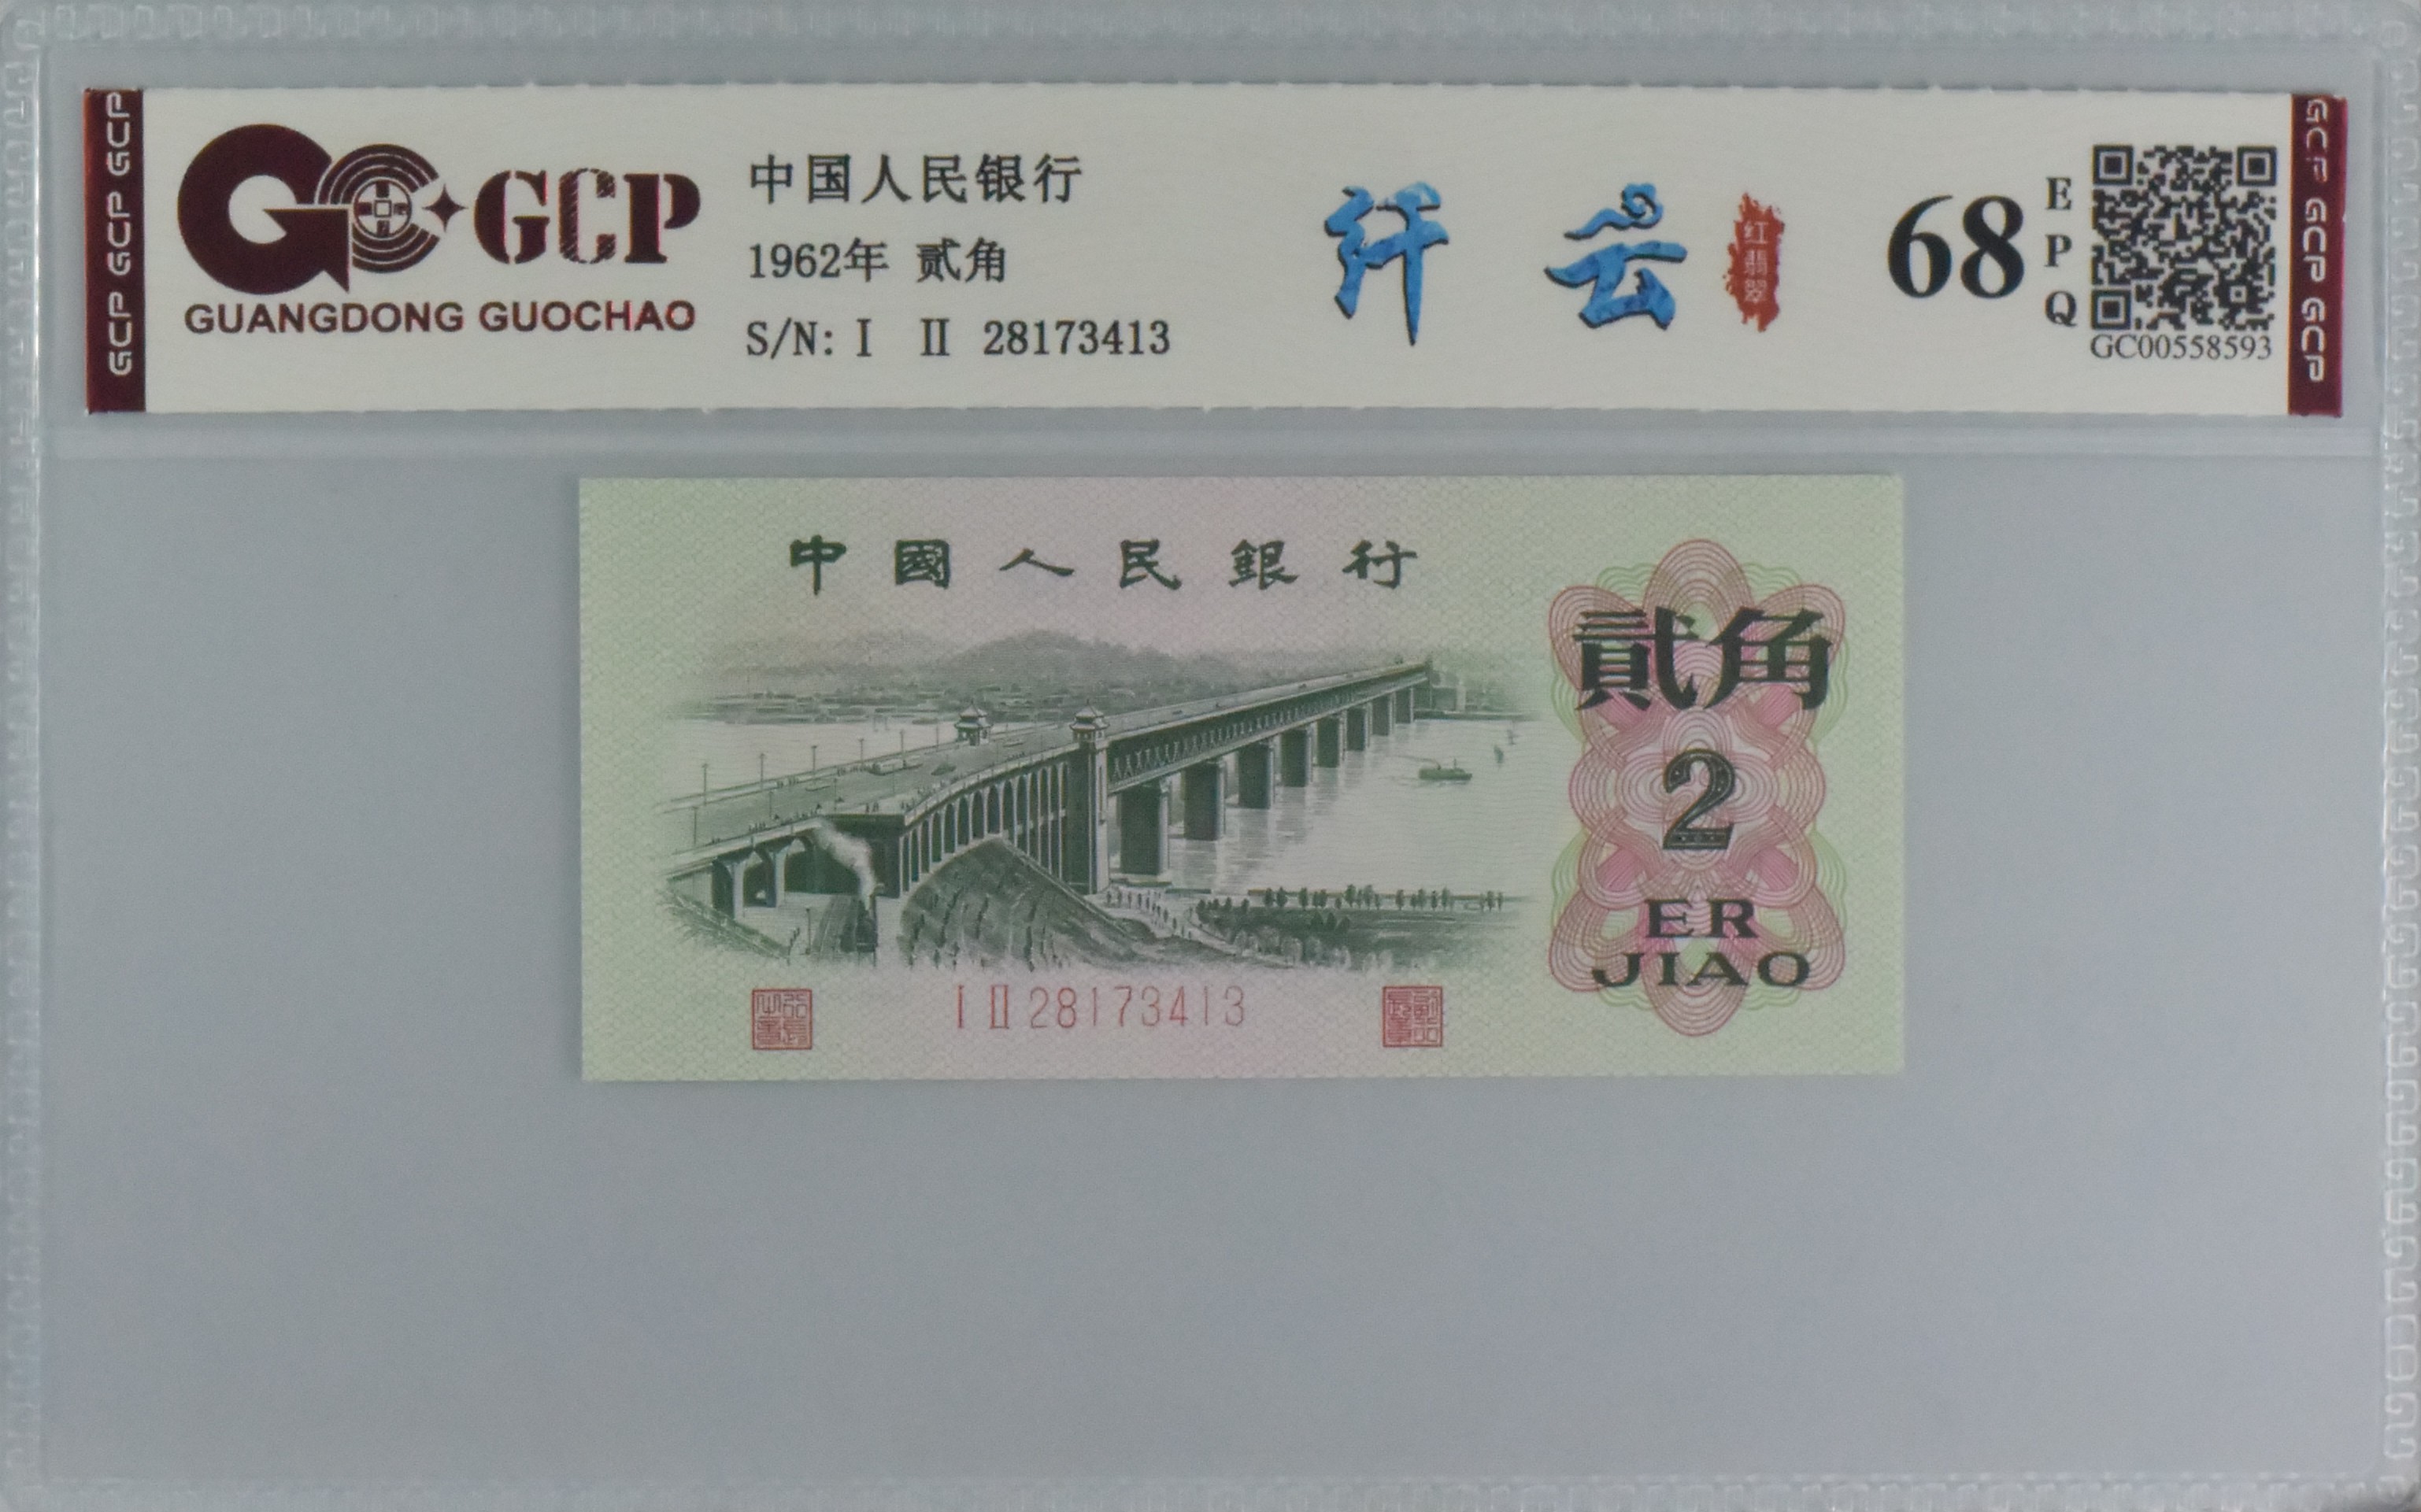 GCP GCP GCP
GCP
GUANGDONG GUOCHAO
中国人民银行
1962年 贰角
S/N: I II 28173413
纤 云
红翡翠
68
EPQ
GC00558593
GCP GCP GCP
中國人民銀行
貳角
2
ER
JIAO
I II 28173413